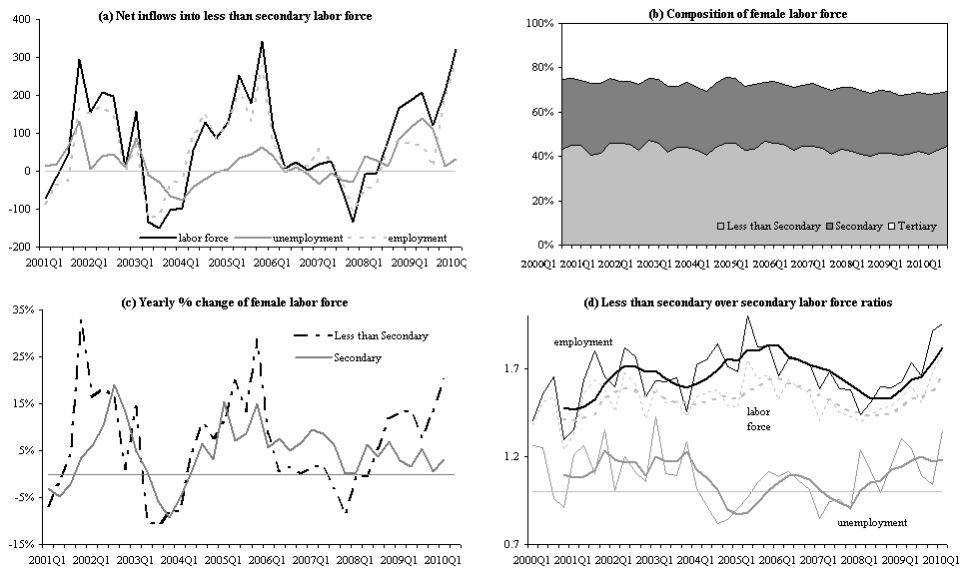 (a) Net inflows into less than secondary labor force
400
300
200
100
0
-100
-200
labor force
unemployment
employment
2001Q1 2002Q1 2003Q1 2004Q1 2005Q1 2006Q1 2007Q1 2008Q1 2009Q1 2010Q1
(b) Composition of female labor force
100%
80%
60%
40%
20%
0%
Less than Secondary
Secondary
Tertiary
2000Q1 2001Q1 2002Q1 2003Q1 2004Q1 2005Q1 2006Q1 2007Q1 2008Q1 2009Q1 2010Q1
(c) Yearly % change of female labor force
35%
25%
15%
5%
-5%
-15%
Less than Secondary
Secondary
2001Q1 2002Q1 2003Q1 2004Q1 2005Q1 2006Q1 2007Q1 2008Q1 2009Q1 2010Q1
(d) Less than secondary over secondary labor force ratios
1.7
1.2
0.7
employment
labor
force
unemployment
2000Q1 2001Q1 2002Q1 2003Q1 2004Q1 2005Q1 2006Q1 2007Q1 2008Q1 2009Q1 2010Q1